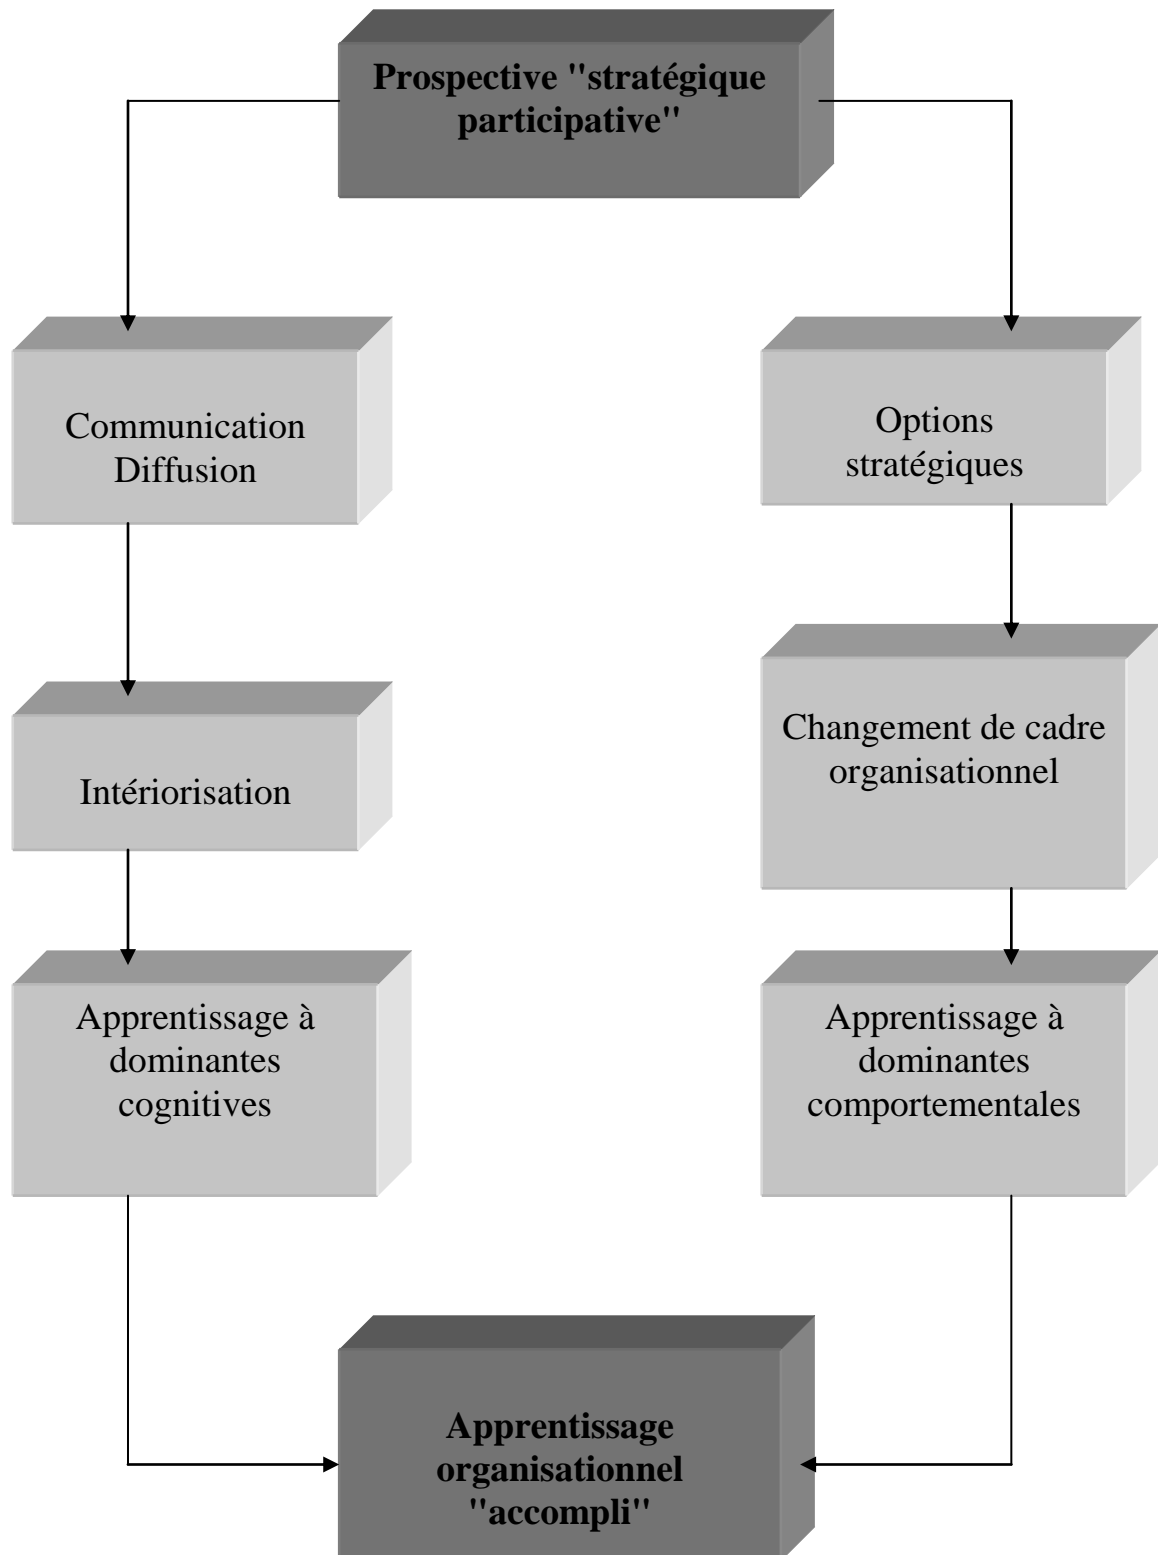 Prospective "stratégique
participative"
Communication
Diffusion
Options
stratégiques
Intériorisation
Changement de cadre
organisationnel
Apprentissage à
dominantes
cognitives
Apprentissage à
dominantes
comportementales
Apprentissage
organisationnel
"accompli"